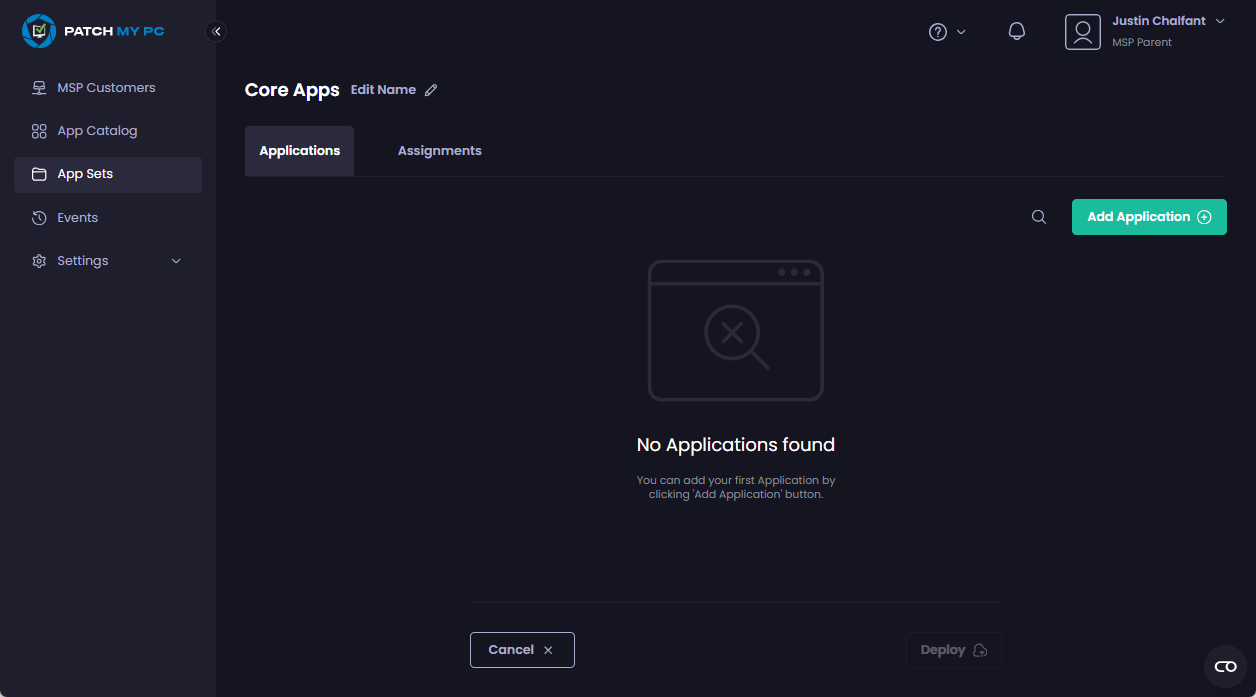 PATCH MY PC
MSP Customers
App Catalog
App Sets
Events
Settings
Justin Chalfant
MSP Parent
Core Apps Edit Name
Applications Assignments
Add Application
No Applications found
You can add your first Application by
clicking 'Add Application' button.
Cancel Deploy